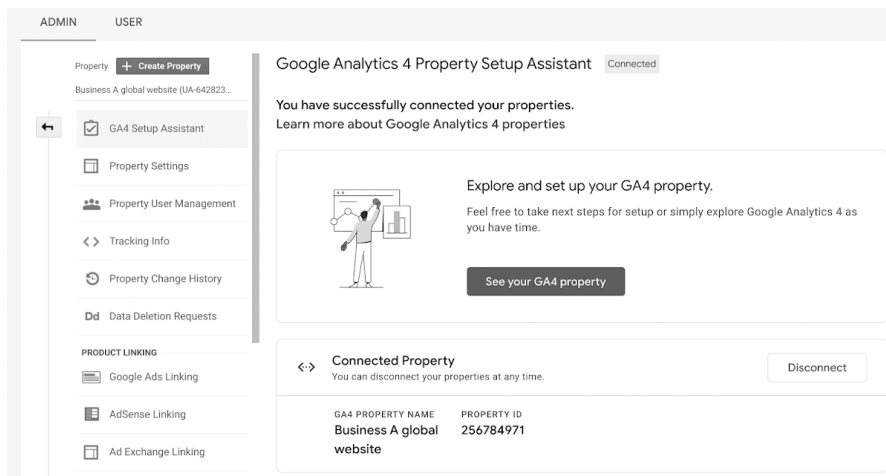 ADMIN USER
Property + Create Property
Business A global website (UA-642823...
GA4 Setup Assistant
Property Settings
Property User Management
Tracking Info
Property Change History
Dd Data Deletion Requests
PRODUCT LINKING
Google Ads Linking
AdSense Linking
Ad Exchange Linking
Google Analytics 4 Property Setup Assistant Connected
You have successfully connected your properties.
Learn more about Google Analytics 4 properties
Explore and set up your GA4 property.
Feel free to take next steps for setup or simply explore Google Analytics 4 as
you have time.
See your GA4 property
Connected Property
You can disconnect your properties at any time.
Disconnect
GA4 PROPERTY NAME PROPERTY ID
Business A global 256784971
website